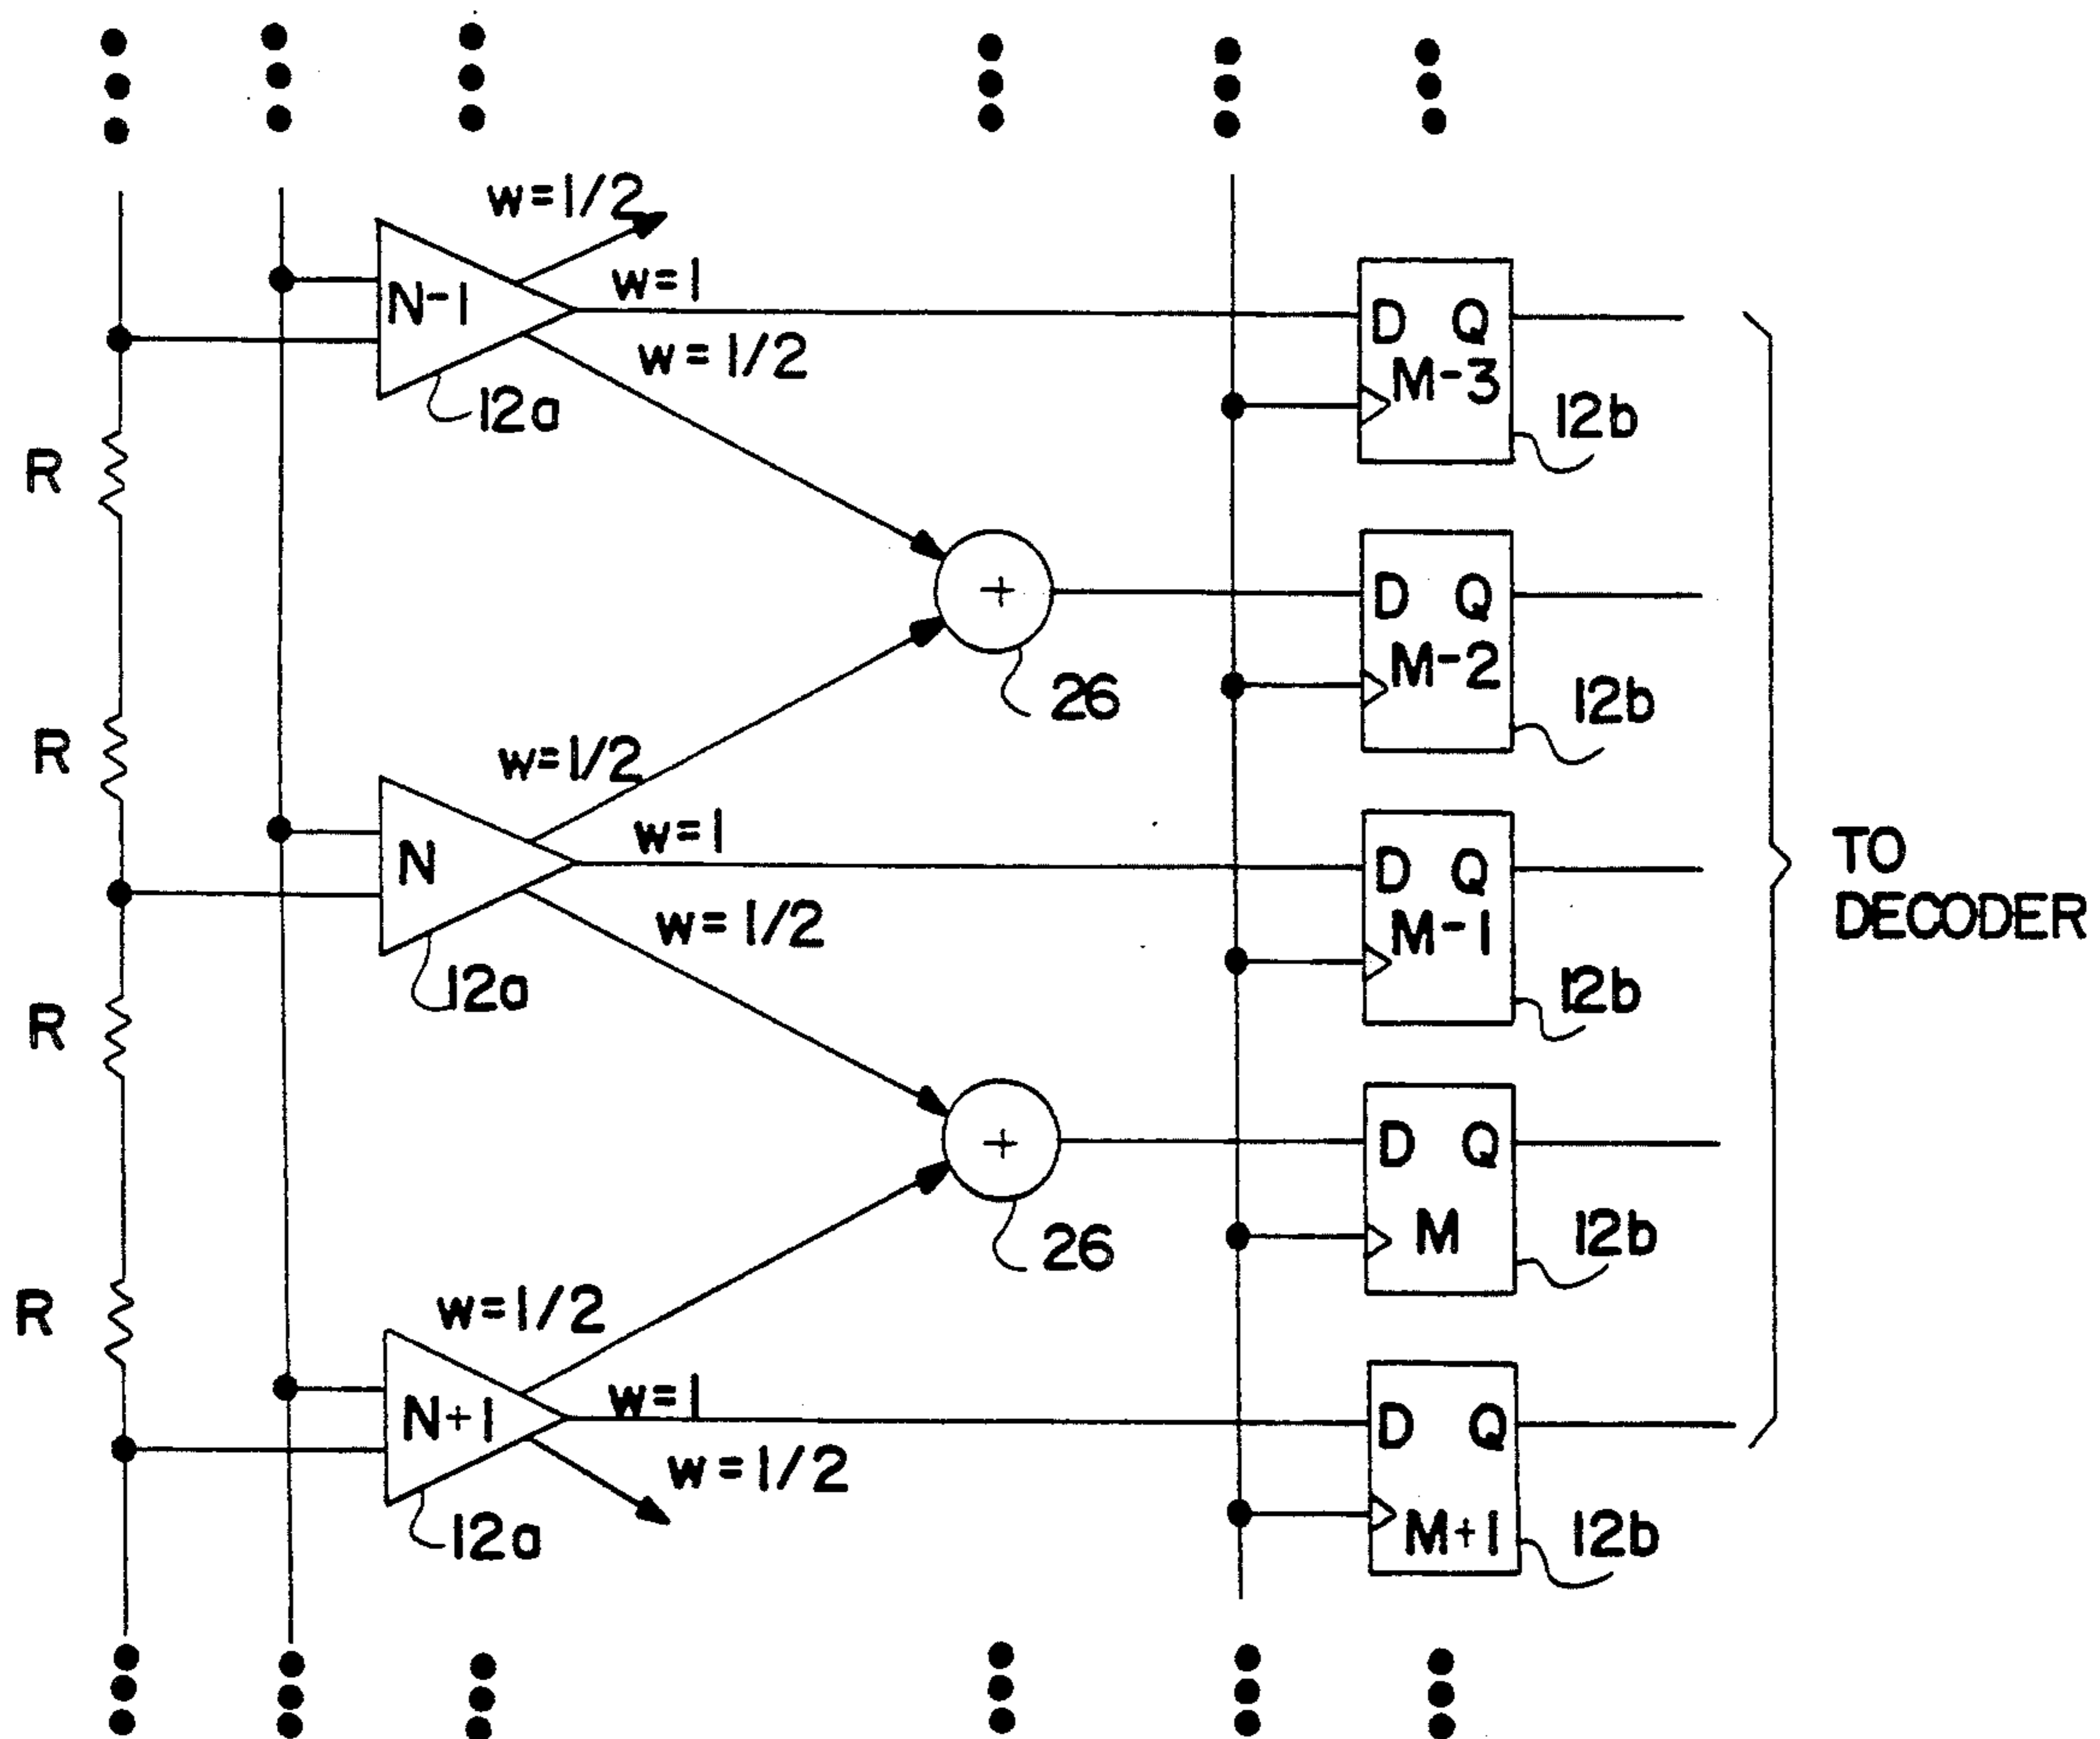 w=1/2
N-1
w=1
w=1/2
12a
D Q
M-3
12b
R
D Q
M-2
12b
26
R
w=1/2
N
w=1
w=1/2
12a
D Q
M-1
12b
TO
DECODER
R
D Q
M
12b
26
R
w=1/2
N+1
w=1
w=1/2
12a
D Q
M+1
12b